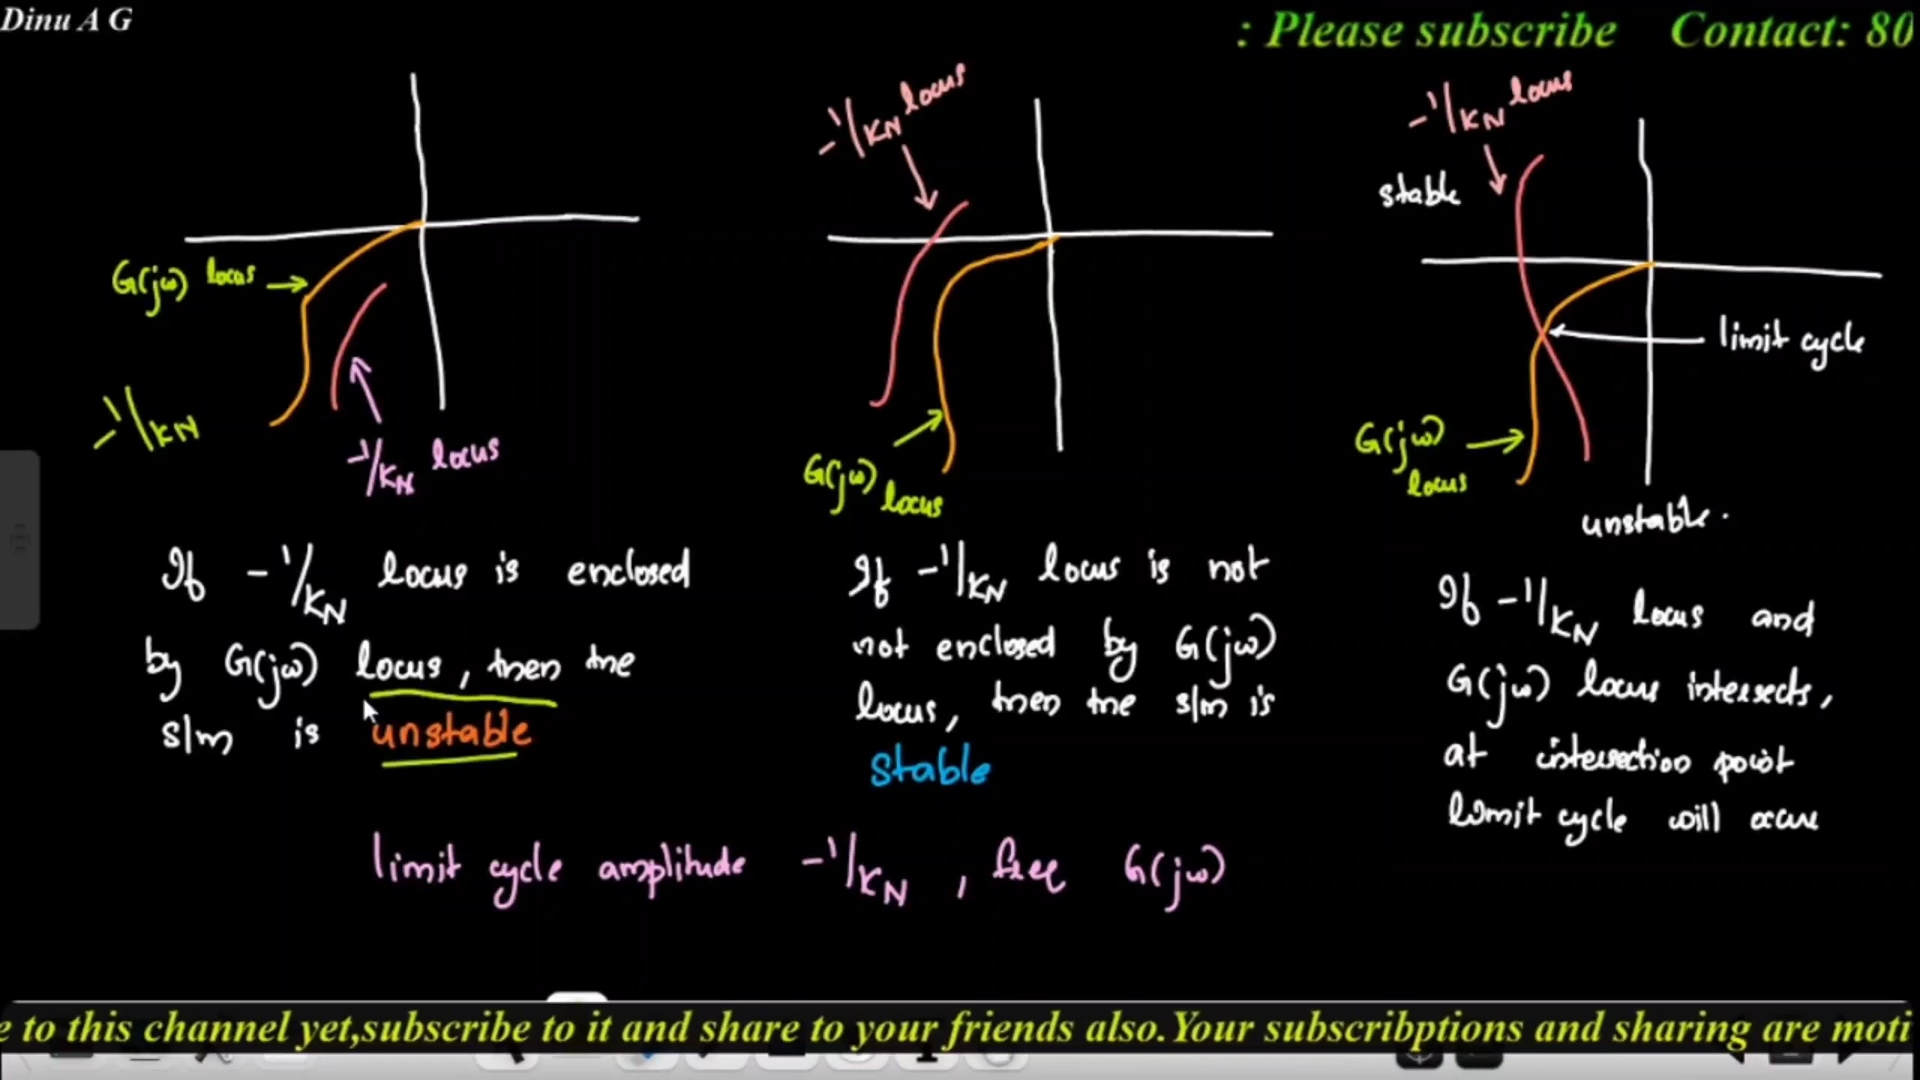 Dinu A G
: Please subscribe Contact: 80
G(jω) locus
-1/KN
-1/KN locus
If -1/KN locus is enclosed
by G(jω) locus, then the
s/m is unstable
-1/KN locus
G(jω) locus
If -1/KN locus is not
not enclosed by G(jω)
locus, then the s/m is
stable
-1/KN locus
stable
limit cycle
G(jω)
locus
unstable.
If -1/KN locus and
G(jω) locus intersects,
at intersection point
limit cycle will occur
limit cycle amplitude -1/KN , freq G(jω)
e to this channel yet,subscribe to it and share to your friends also.Your subscribptions and sharing are moti